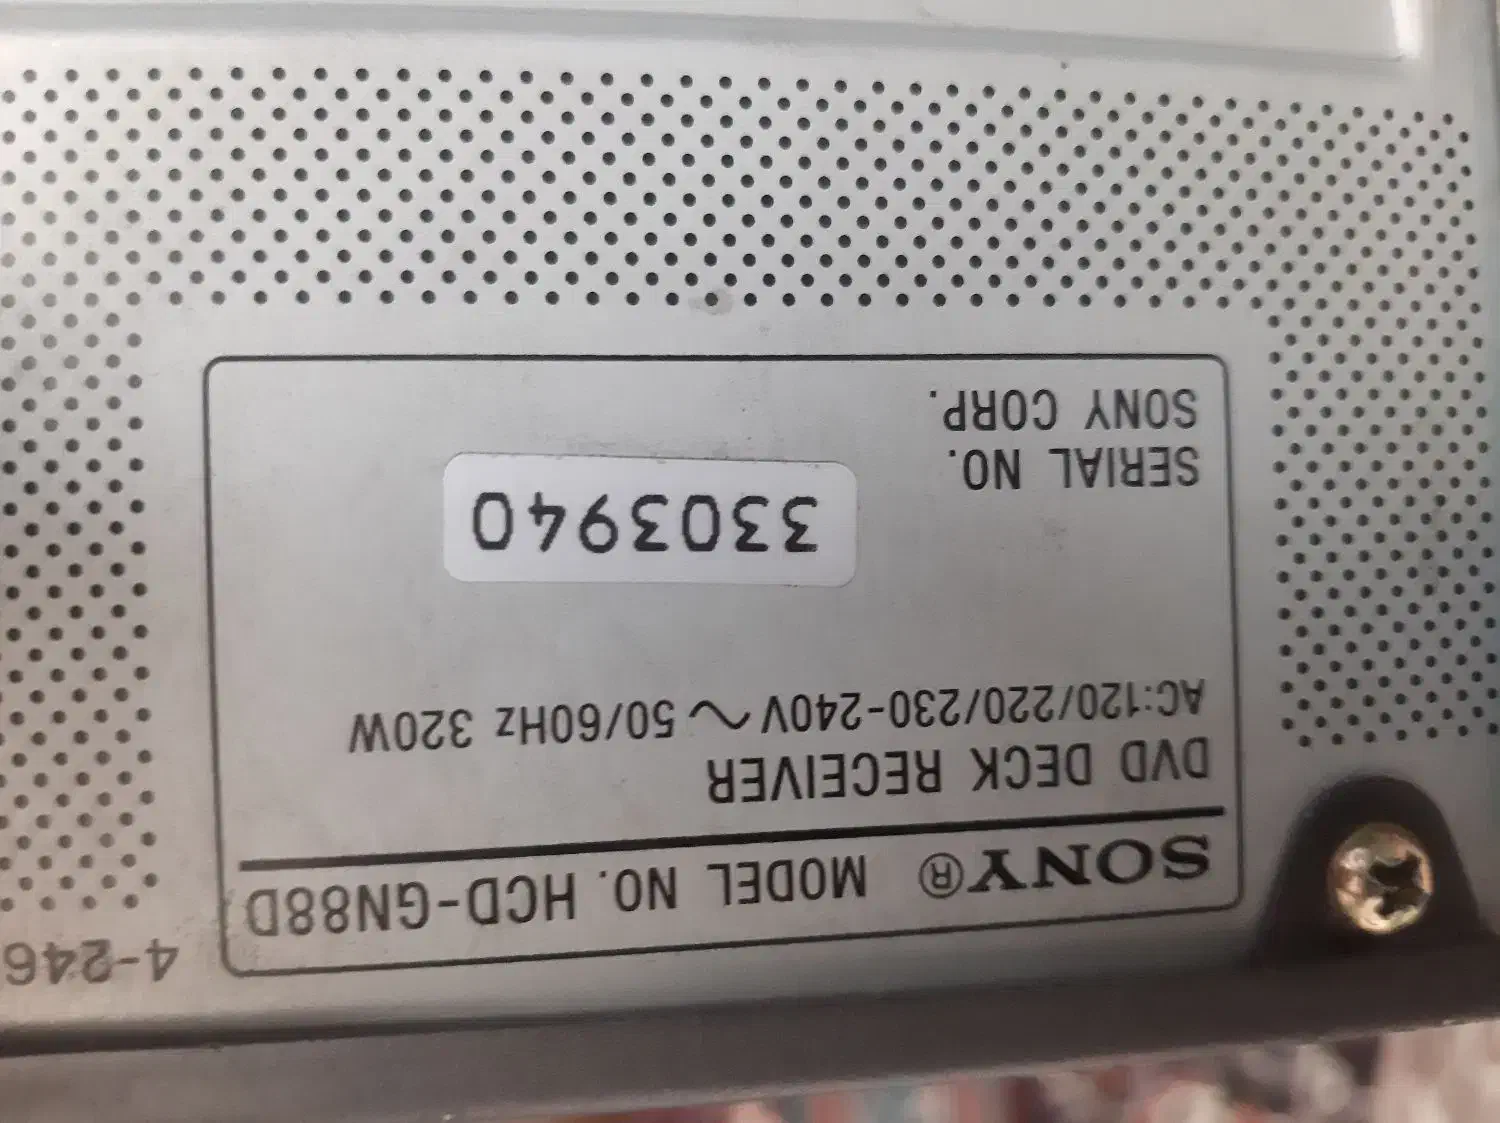 SONY® MODEL NO. HCD-GN88D
DVD DECK RECEIVER
AC:120/220/230-240V ~ 50/60Hz 320W
3303940
SERIAL NO.
SONY CORP.
4-246